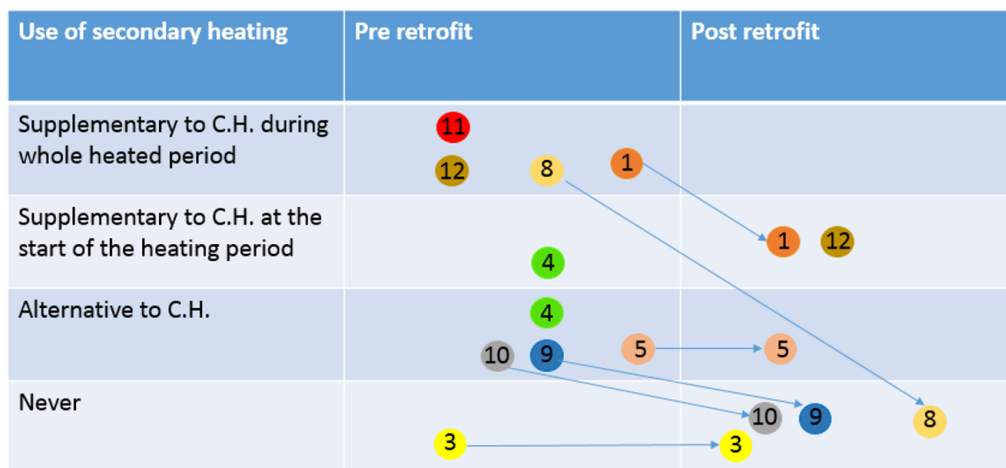 Use of secondary heating
Pre retrofit
Post retrofit
Supplementary to C.H. during
whole heated period
11
12
8
1
Supplementary to C.H. at the
start of the heating period
4
1
12
Alternative to C.H.
4
10
9
5
5
Never
3
10
9
8
3